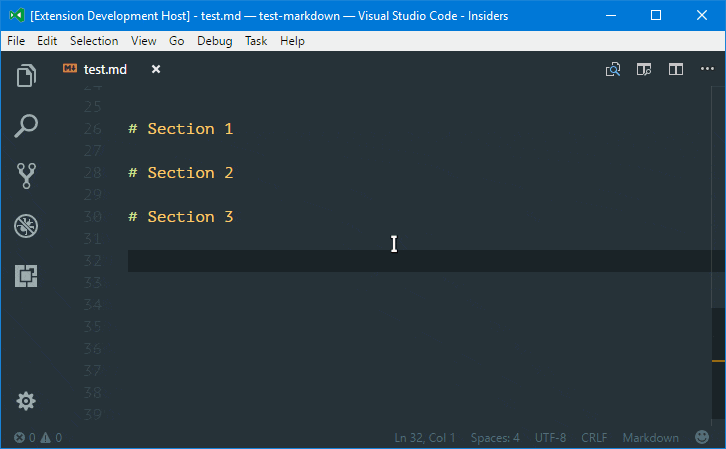 [Extension Development Host] - test.md — test-markdown — Visual Studio Code - Insiders
File Edit Selection View Go Debug Task Help
test.md
24
25
26 # Section 1
27
28 # Section 2
29
30 # Section 3
31
32
33
34
35
36
37
38
39
0 0 Ln 32, Col 1 Spaces: 4 UTF-8 CRLF Markdown